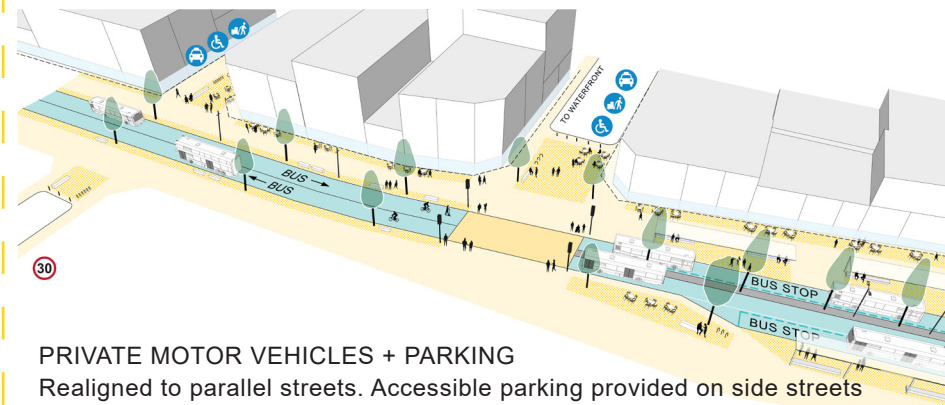 TO WATERFRONT
BUS
BUS
30
BUS STOP
BUS STOP
PRIVATE MOTOR VEHICLES + PARKING
Realigned to parallel streets. Accessible parking provided on side streets